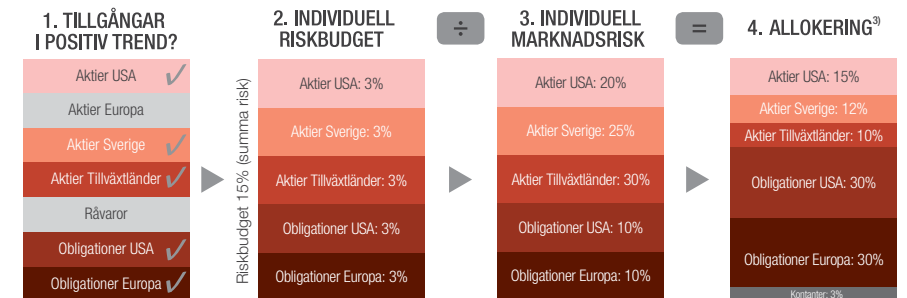 1. TILLGÅNGAR
I POSITIV TREND?
Aktier USA
Aktier Europa
Aktier Sverige
Aktier Tillväxtländer
Råvaror
Obligationer USA
Obligationer Europa
2. INDIVIDUELL
RISKBUDGET
Riskbudget 15% (summa risk)
Aktier USA: 3%
Aktier Sverige: 3%
Aktier Tillväxtländer: 3%
Obligationer USA: 3%
Obligationer Europa: 3%
÷
3. INDIVIDUELL
MARKNADSRISK
Aktier USA: 20%
Aktier Sverige: 25%
Aktier Tillväxtländer: 30%
Obligationer USA: 10%
Obligationer Europa: 10%
=
4. ALLOKERING³⁾
Aktier USA: 15%
Aktier Sverige: 12%
Aktier Tillväxtländer: 10%
Obligationer USA: 30%
Obligationer Europa: 30%
Kontanter: 3%